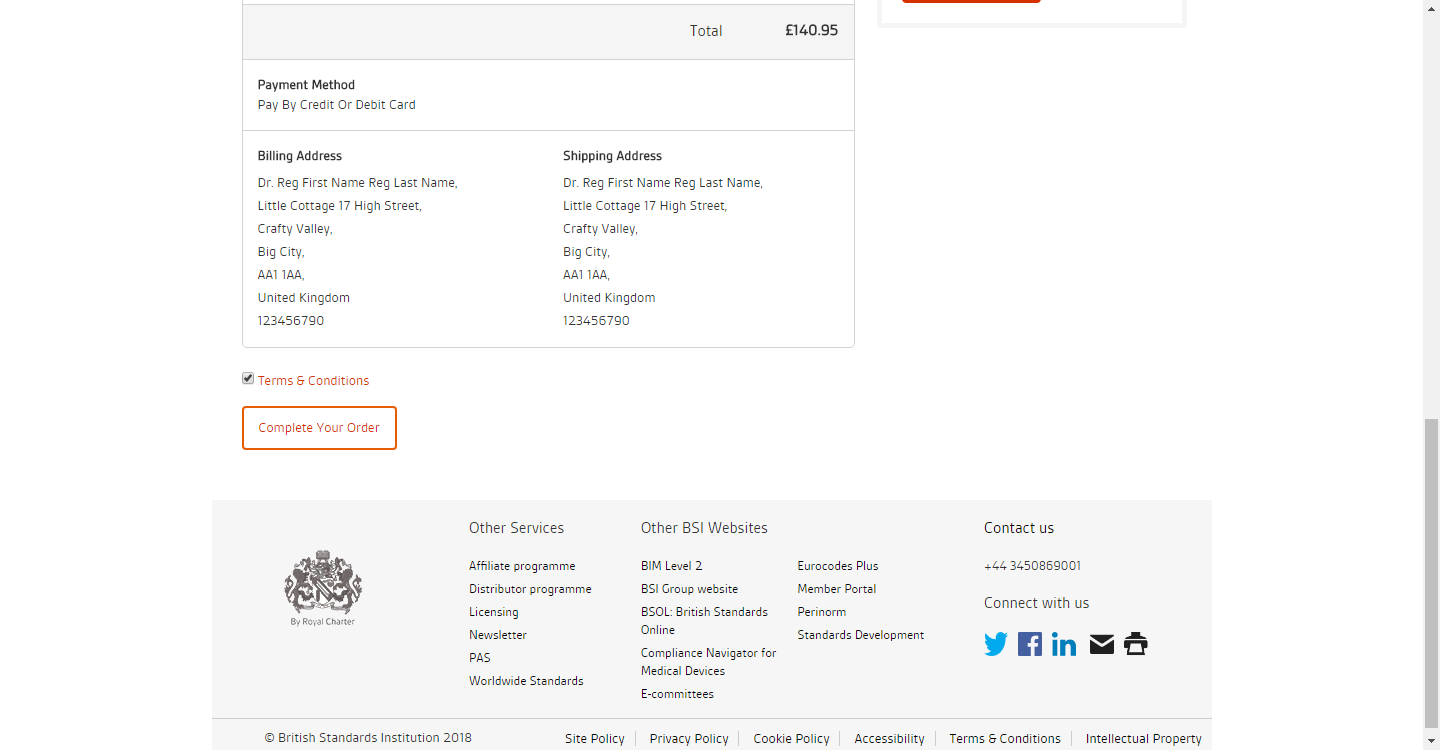 Total £140.95
Payment Method
Pay By Credit Or Debit Card
Billing Address
Dr. Reg First Name Reg Last Name,
Little Cottage 17 High Street,
Crafty Valley,
Big City,
AA1 1AA,
United Kingdom
123456790
Shipping Address
Dr. Reg First Name Reg Last Name,
Little Cottage 17 High Street,
Crafty Valley,
Big City,
AA1 1AA,
United Kingdom
123456790
Terms & Conditions
Complete Your Order
By Royal Charter
Other Services
Affiliate programme
Distributor programme
Licensing
Newsletter
PAS
Worldwide Standards
Other BSI Websites
BIM Level 2
BSI Group website
BSOL: British Standards
Online
Compliance Navigator for
Medical Devices
E-committees
Eurocodes Plus
Member Portal
Perinorm
Standards Development
Contact us
+44 3450869001
Connect with us
© British Standards Institution 2018
Site Policy
Privacy Policy
Cookie Policy
Accessibility
Terms & Conditions
Intellectual Property